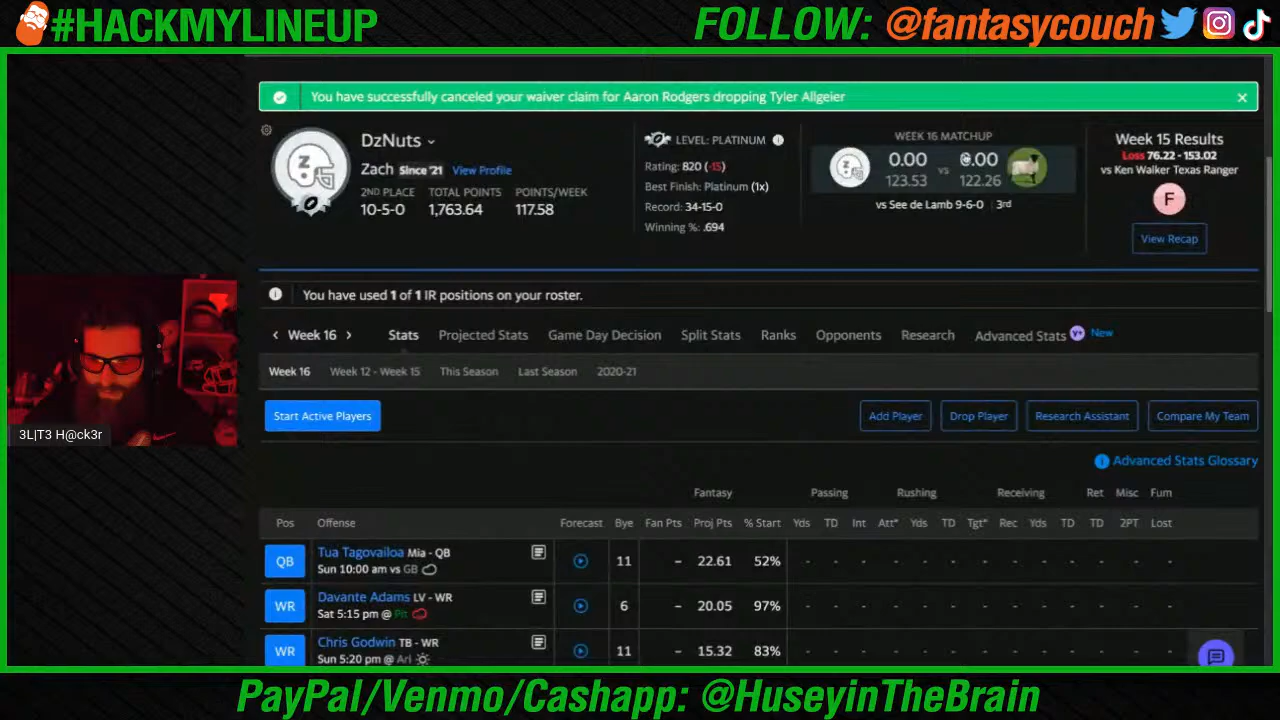 #HACKMYLINEUP
FOLLOW: @fantasycouch
You have successfully canceled your waiver claim for Aaron Rodgers dropping Tyler Allgeier
DzNuts
Zach Since '21 View Profile
2ND PLACE TOTAL POINTS POINTS/WEEK
10-5-0 1,763.64 117.58
LEVEL: PLATINUM
Rating: 820 (-15)
Best Finish: Platinum (1x)
Record: 34-15-0
Winning %: .694
WEEK 16 MATCHUP
0.00 vs 0.00
123.53 122.26
vs See de Lamb 9-6-0 | 3rd
Week 15 Results
Loss 76.22 - 153.02
vs Ken Walker Texas Ranger
F
View Recap
You have used 1 of 1 IR positions on your roster.
Week 16 Stats Projected Stats Game Day Decision Split Stats Ranks Opponents Research Advanced Stats Y+ New
Week 16 Week 12 - Week 15 This Season Last Season 2020-21
Start Active Players Add Player Drop Player Research Assistant Compare My Team
Advanced Stats Glossary
Fantasy Passing Rushing Receiving Ret Misc Fum
Pos Offense Forecast Bye Fan Pts Proj Pts % Start Yds TD Int Att* Yds TD Tgt* Rec Yds TD TD 2PT Lost
QB Tua Tagovailoa Mia - QB 11 - 22.61 52% - - - - - - - - - - - - -
Sun 10:00 am vs GB
WR Davante Adams LV - WR 6 - 20.05 97% - - - - - - - - - - - - -
Sat 5:15 pm @ Pit
WR Chris Godwin TB - WR 11 - 15.32 83% - - - - - - - - - - - - -
Sun 5:20 pm @ Ari
3L|T3 H@ck3r
PayPal/Venmo/Cashapp: @HuseyinTheBrain